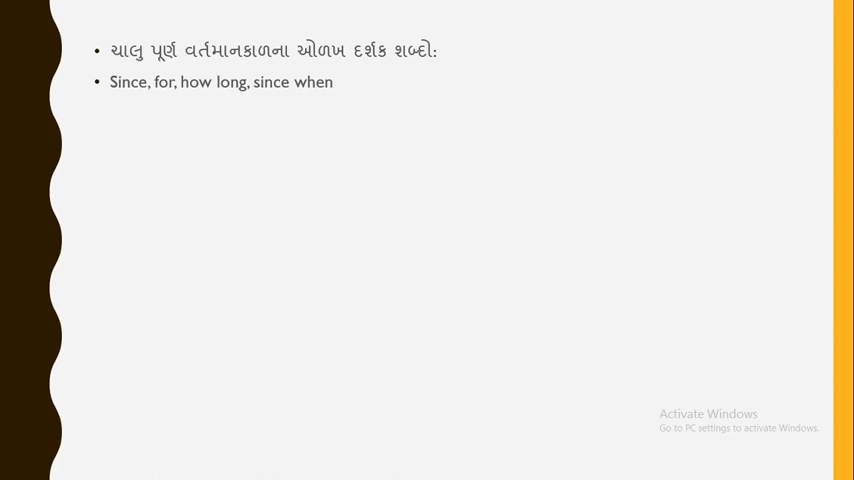 • ચાલુ પૂર્ણ વર્તમાનકાળના ઓળખ દર્શક શબ્દો:
• Since, for, how long, since when
Activate Windows
Go to PC settings to activate Windows.